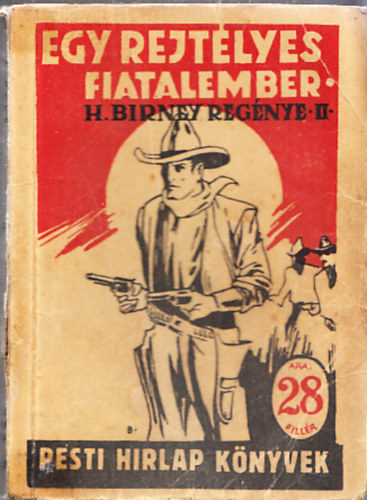 EGY REJTÉLYES
FIATALEMBER·
H. BIRNEY REGÉNYE·II·
ÁRA:
28
FILLÉR
B·
PESTI HIRLAP KÖNYVEK